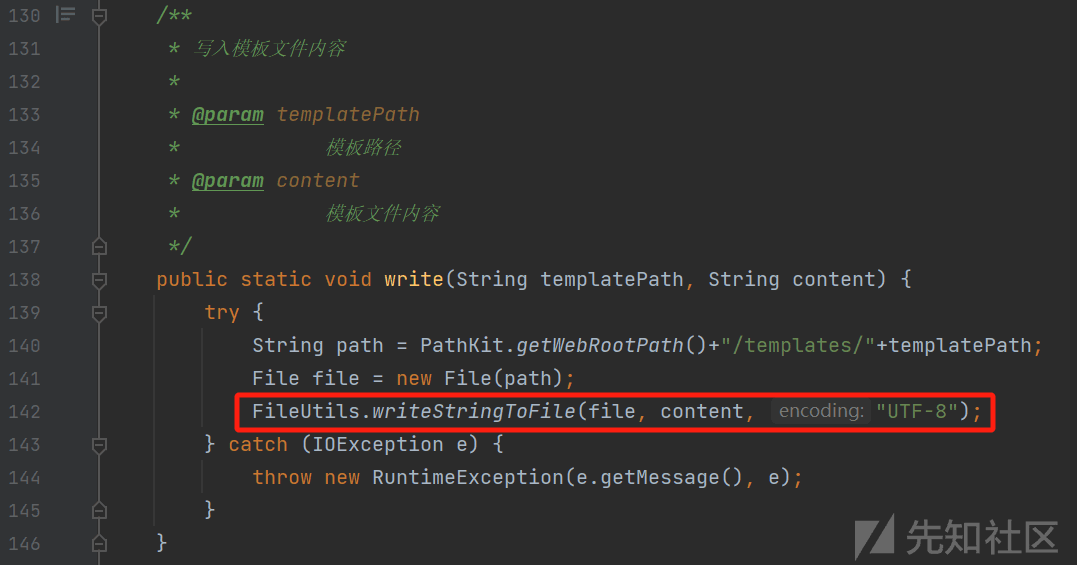 130 /**
131 * 写入模板文件内容
132 *
133 * @param templatePath
134 * 模板路径
135 * @param content
136 * 模板文件内容
137 */
138 public static void write(String templatePath, String content) {
139 try {
140 String path = PathKit.getWebRootPath()+"/templates/"+templatePath;
141 File file = new File(path);
142 FileUtils.writeStringToFile(file, content, encoding: "UTF-8");
143 } catch (IOException e) {
144 throw new RuntimeException(e.getMessage(), e);
145 }
146 }
先知社区